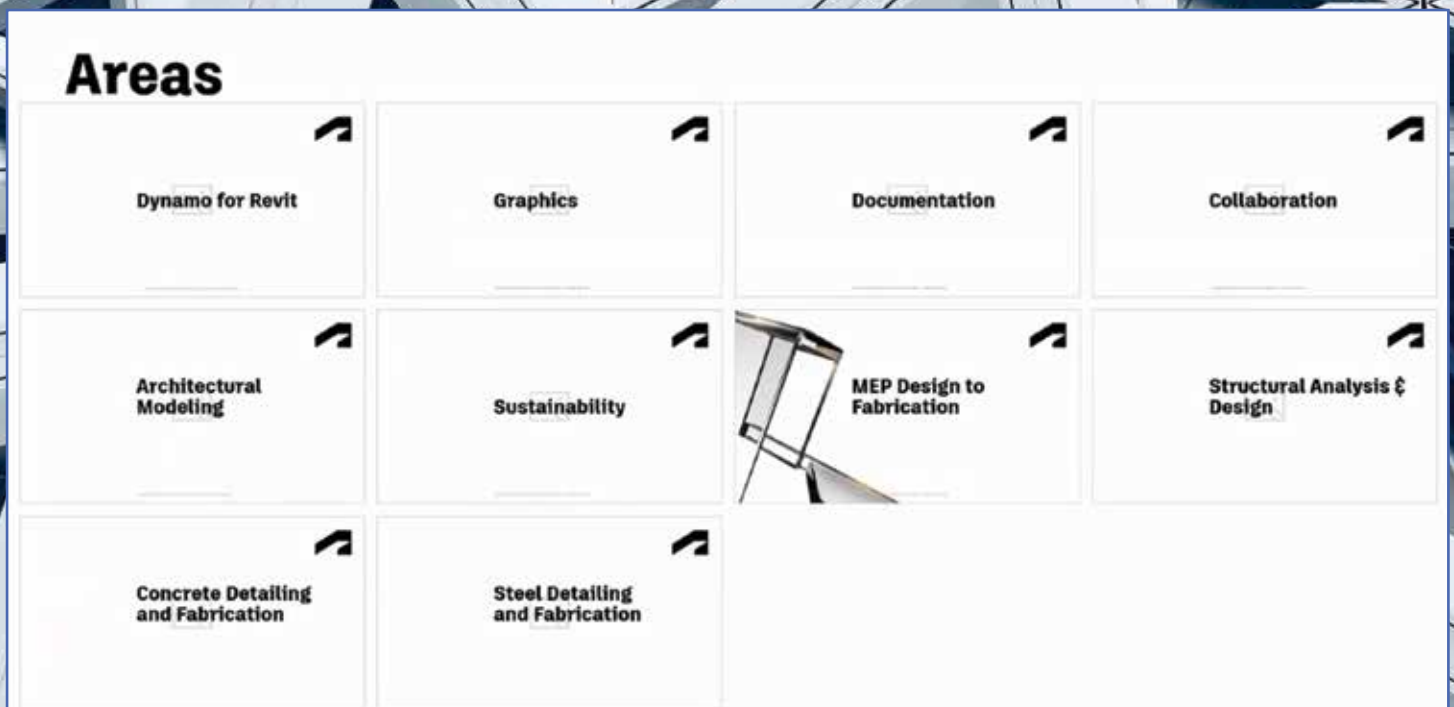 Areas
Dynamo for Revit
Graphics
Documentation
Collaboration
Architectural
Modeling
Sustainability
MEP Design to
Fabrication
Structural Analysis &
Design
Concrete Detailing
and Fabrication
Steel Detailing
and Fabrication